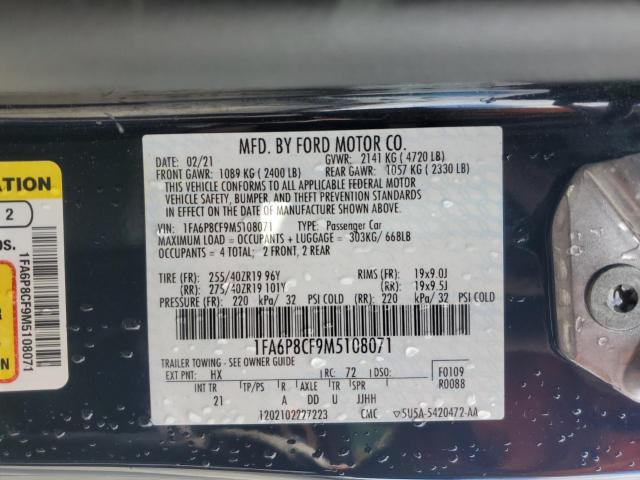 ATION
2
os.
1FA6P8CF9M5108071
MFD. BY FORD MOTOR CO.
02/21 GVWR: 2141 KG ( 4720 LB)
FRONT GAWR: 1089 KG ( 2400 LB) REAR GAWR: 1057 KG ( 2330 LB)
THIS VEHICLE CONFORMS TO ALL APPLICABLE FEDERAL MOTOR
VEHICLE SAFETY, BUMPER, AND THEFT PREVENTION STANDARDS
IN EFFECT ON THE DATE OF MANUFACTURE SHOWN ABOVE.
VIN: 1FA6P8CF9M5108071 TYPE: Passenger Car
MAXIMUM LOAD = OCCUPANTS + LUGGAGE = 303KG/ 668LB
OCCUPANTS = 4 TOTAL; 2 FRONT, 2 REAR
TIRE (FR): 255/40ZR19 96Y RIMS (FR): 19x9.0J
(RR): 275/40ZR19 101Y (RR): 19x9.5J
PRESSURE (FR): 220 kPa/ 32 PSI COLD (RR): 220 kPa/ 32 PSI COLD
1FA6P8CF9M5108071
TRAILER TOWING - SEE OWNER GUIDE
EXT PNT: HX RC: 72 DSO: F0109
INT TR TP/PS R AXLE TR SPR R0088
21 A DD U JJHH
1202102227223 CMC ▽5U5A-5420472-AA